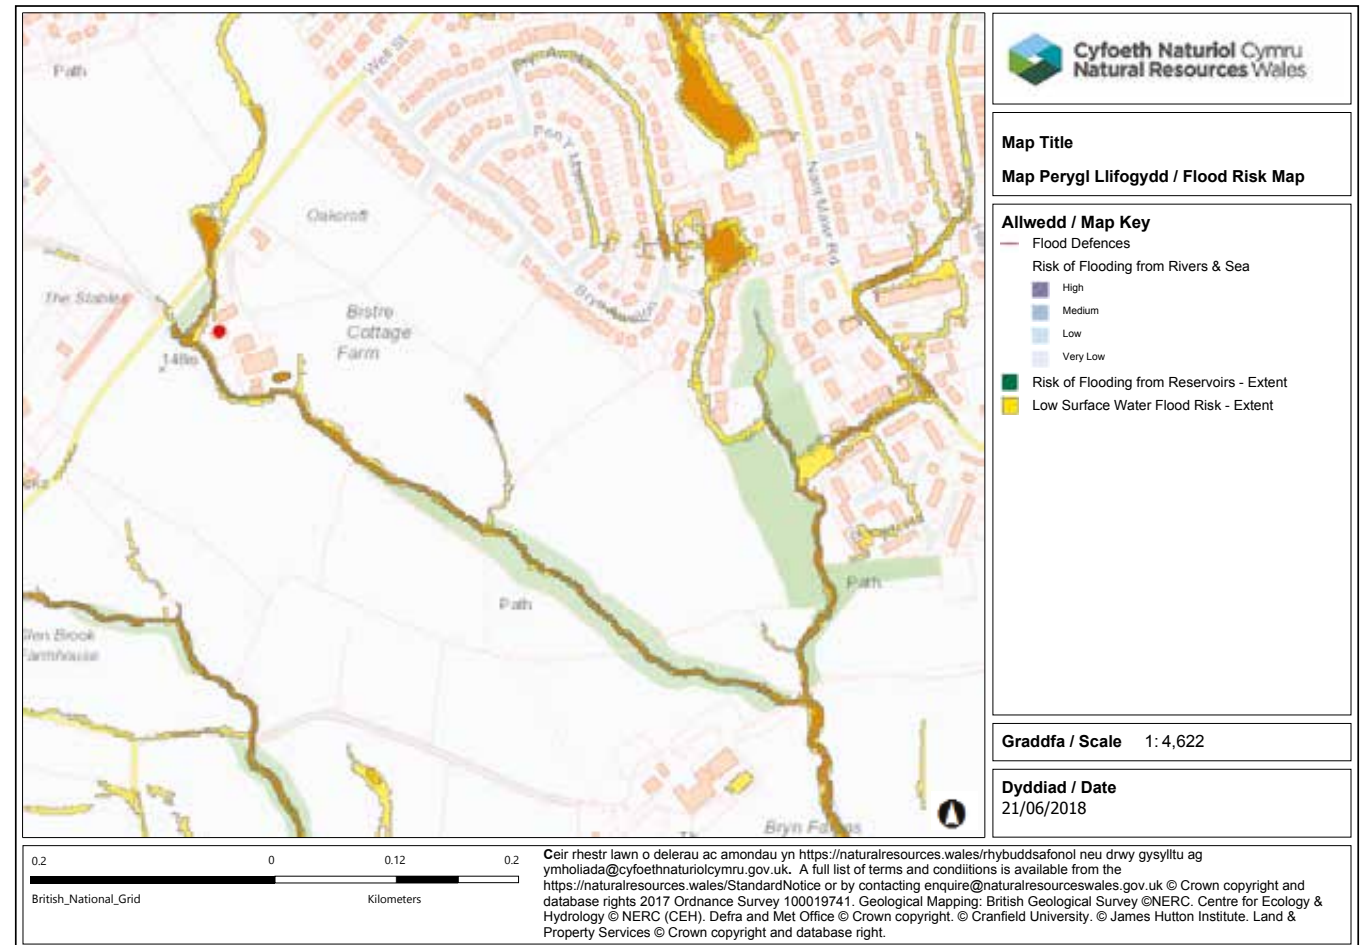 Path
Well St
Oakcroft
Nant Mawr Rd
The Stables
Bistre
Cottage
Farm
148m
Path
Path
Glen Brook
Farmhouse
Cyfoeth Naturiol Cymru
Natural Resources Wales
Map Title
Map Perygl Llifogydd / Flood Risk Map
Allwedd / Map Key
Flood Defences
Risk of Flooding from Rivers & Sea
High
Medium
Low
Very Low
Risk of Flooding from Reservoirs - Extent
Low Surface Water Flood Risk - Extent
Graddfa / Scale 1: 4,622
Dyddiad / Date
21/06/2018
0.2 0 0.12 0.2
British_National_Grid Kilometers
Ceir rhestr lawn o delerau ac amondau yn https://naturalresources.wales/rhybuddsafonol neu drwy gysylltu ag
ymholiada@cyfoethnaturiolcymru.gov.uk. A full list of terms and condiitions is available from the
https://naturalresources.wales/StandardNotice or by contacting enquire@naturalresourceswales.gov.uk © Crown copyright and
database rights 2017 Ordnance Survey 100019741. Geological Mapping: British Geological Survey ©NERC. Centre for Ecology &
Hydrology © NERC (CEH). Defra and Met Office © Crown copyright. © Cranfield University. © James Hutton Institute. Land &
Property Services © Crown copyright and database right.